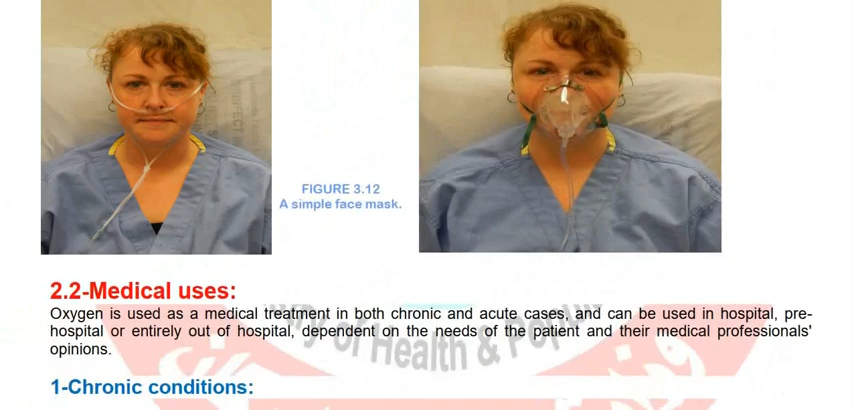 FIGURE 3.12
A simple face mask.
2.2-Medical uses:
Oxygen is used as a medical treatment in both chronic and acute cases, and can be used in hospital, pre-
hospital or entirely out of hospital, dependent on the needs of the patient and their medical professionals'
opinions.
of Health &
1-Chronic conditions: